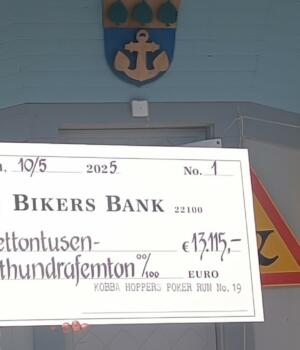 10/5 2025 No. 1
BIKERS BANK 22100
ettontusen- € 13.115,-
thundrafemton 00/100 EURO
KOBBA HOPPERS POKER RUN No. 19